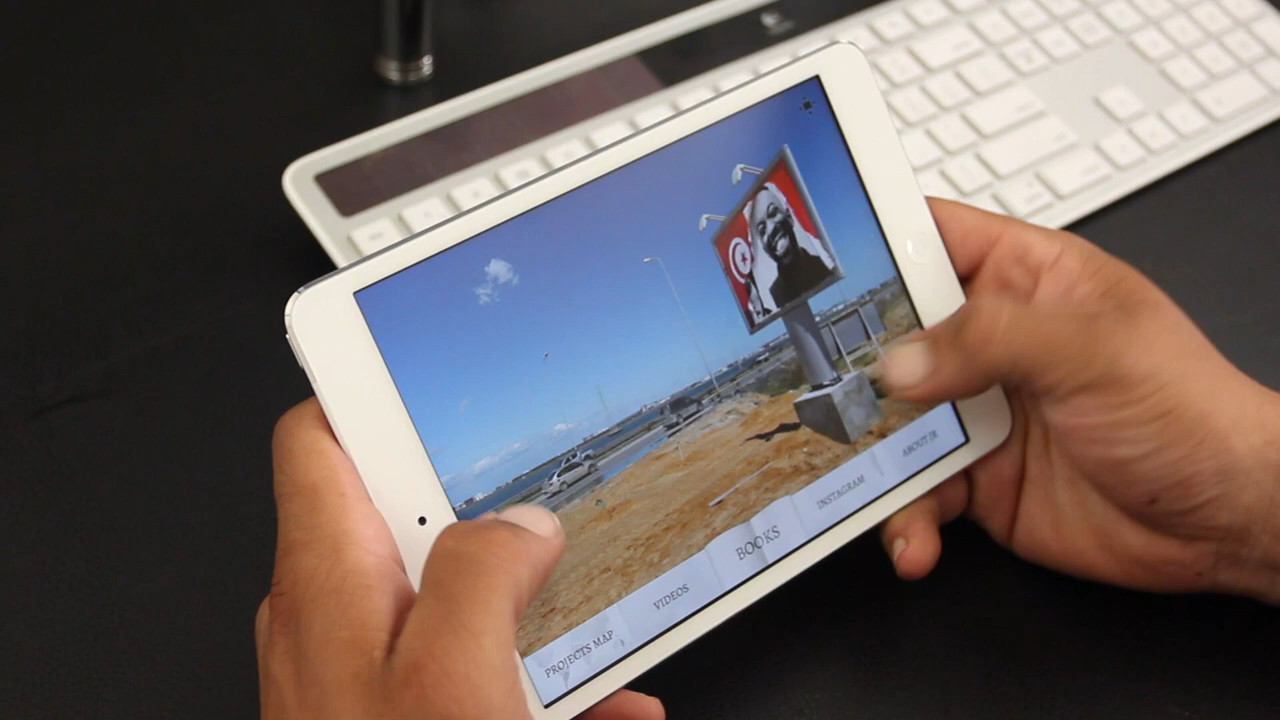 PROJECTS MAP
VIDEOS
BOOKS
INSTAGRAM
ABOUT JR